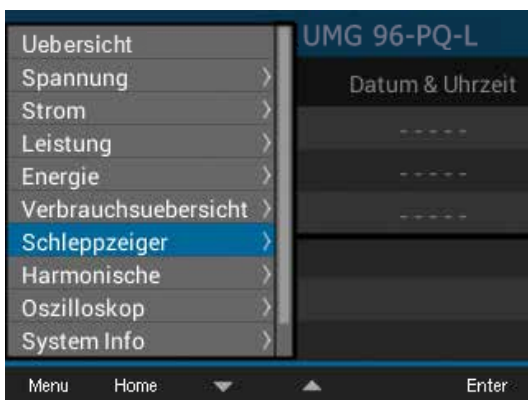 UMG 96-PQ-L
Uebersicht
Spannung
Datum & Uhrzeit
Strom
- - - - -
Leistung
Energie
- - - - -
Verbrauchsuebersicht
- - - - -
Schleppzeiger
Harmonische
Oszilloskop
System Info
Menu Home Enter